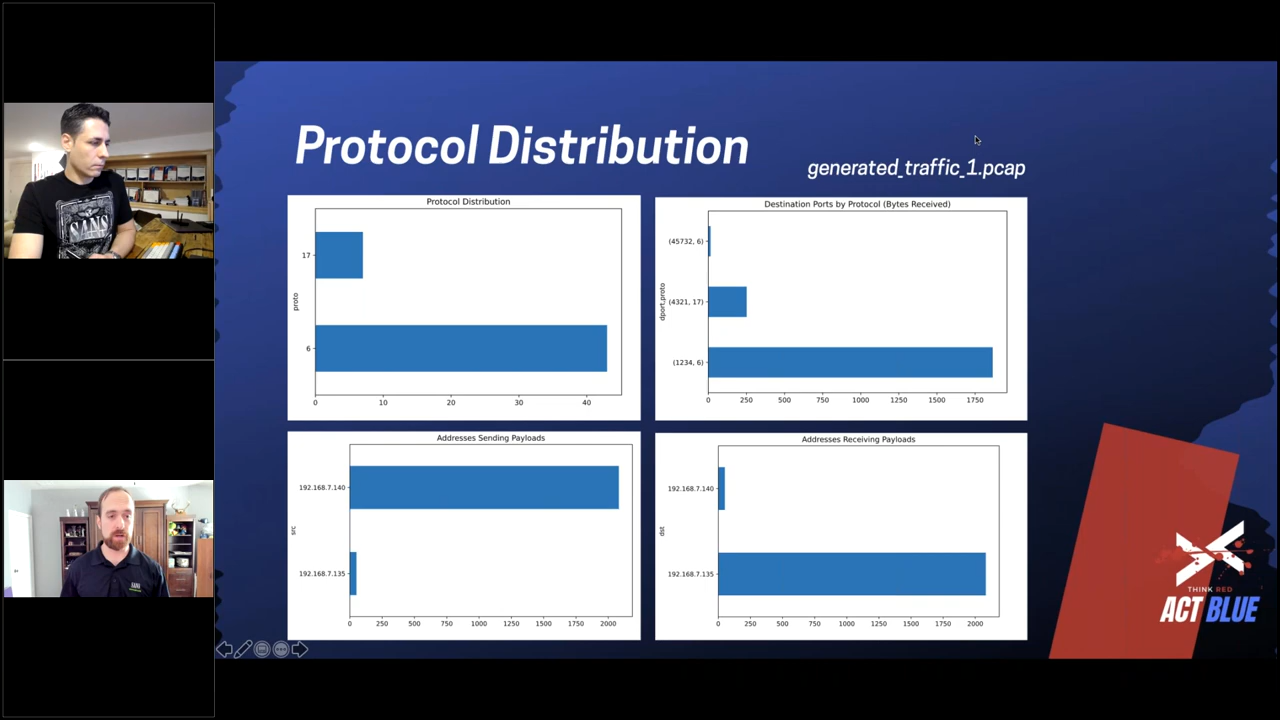 Protocol Distribution
generated_traffic_1.pcap
Protocol Distribution
17
6
proto
0 10 20 30 40
Destination Ports by Protocol (Bytes Received)
(45732, 6)
(4321, 17)
(1234, 6)
dport,proto
0 250 500 750 1000 1250 1500 1750
Addresses Sending Payloads
192.168.7.140
192.168.7.135
src
0 250 500 750 1000 1250 1500 1750 2000
Addresses Receiving Payloads
192.168.7.140
192.168.7.135
dst
0 250 500 750 1000 1250 1500 1750 2000
THINK RED
ACT BLUE
SANS
SANS